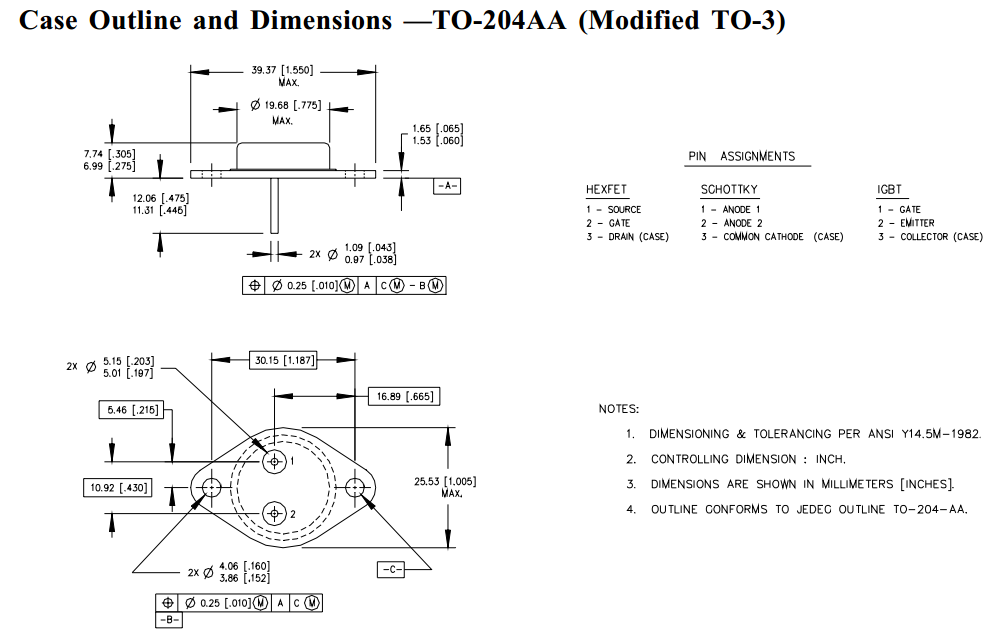 Case Outline and Dimensions —TO-204AA (Modified TO-3)
39.37 [1.550]
MAX.
Ø 19.68 [.775]
MAX.
1.65 [.065]
1.53 [.060]
7.74 [.305]
6.99 [.275]
-A-
12.06 [.475]
11.31 [.445]
2X Ø 1.09 [.043]
0.97 [.038]
⌖ Ø 0.25 [.010] Ⓜ A C Ⓜ - B Ⓜ
PIN ASSIGNMENTS
HEXFET
1 - SOURCE
2 - GATE
3 - DRAIN (CASE)
SCHOTTKY
1 - ANODE 1
2 - ANODE 2
3 - COMMON CATHODE (CASE)
IGBT
1 - GATE
2 - EMITTER
3 - COLLECTOR (CASE)
2X Ø 5.15 [.203]
5.01 [.197]
30.15 [1.187]
16.89 [.665]
5.46 [.215]
1
10.92 [.430]
25.53 [1.005]
MAX.
2
2X Ø 4.06 [.160]
3.86 [.152]
-C-
⌖ Ø 0.25 [.010] Ⓜ A C Ⓜ
-B-
NOTES:
1. DIMENSIONING & TOLERANCING PER ANSI Y14.5M-1982.
2. CONTROLLING DIMENSION : INCH.
3. DIMENSIONS ARE SHOWN IN MILLIMETERS [INCHES].
4. OUTLINE CONFORMS TO JEDEC OUTLINE TO-204-AA.